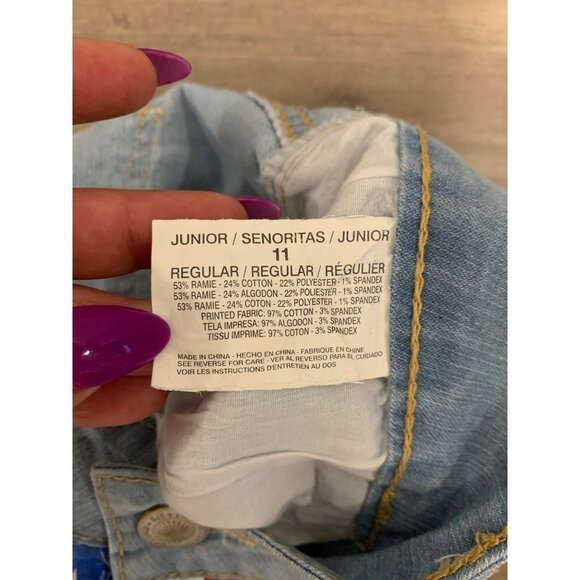 JUNIOR / SENORITAS / JUNIOR
11
REGULAR / REGULAR / RÉGULIER
53% RAMIE - 24% COTTON - 22% POLYESTER - 1% SPANDEX
53% RAMIE - 24% ALGODON - 22% POLIESTER - 1% SPANDEX
53% RAMIE - 24% COTON - 22% POLYESTER - 1% SPANDEX
PRINTED FABRIC: 97% COTTON - 3% SPANDEX
TELA IMPRESA: 97% ALGODON - 3% SPANDEX
TISSU IMPRIME: 97% COTON - 3% SPANDEX
MADE IN CHINA - HECHO EN CHINA - FABRIQUE EN CHINE
SEE REVERSE FOR CARE - VER AL REVERSO PARA EL CUIDADO
VOIR LES INSTRUCTIONS D'ENTRETIEN AU DOS